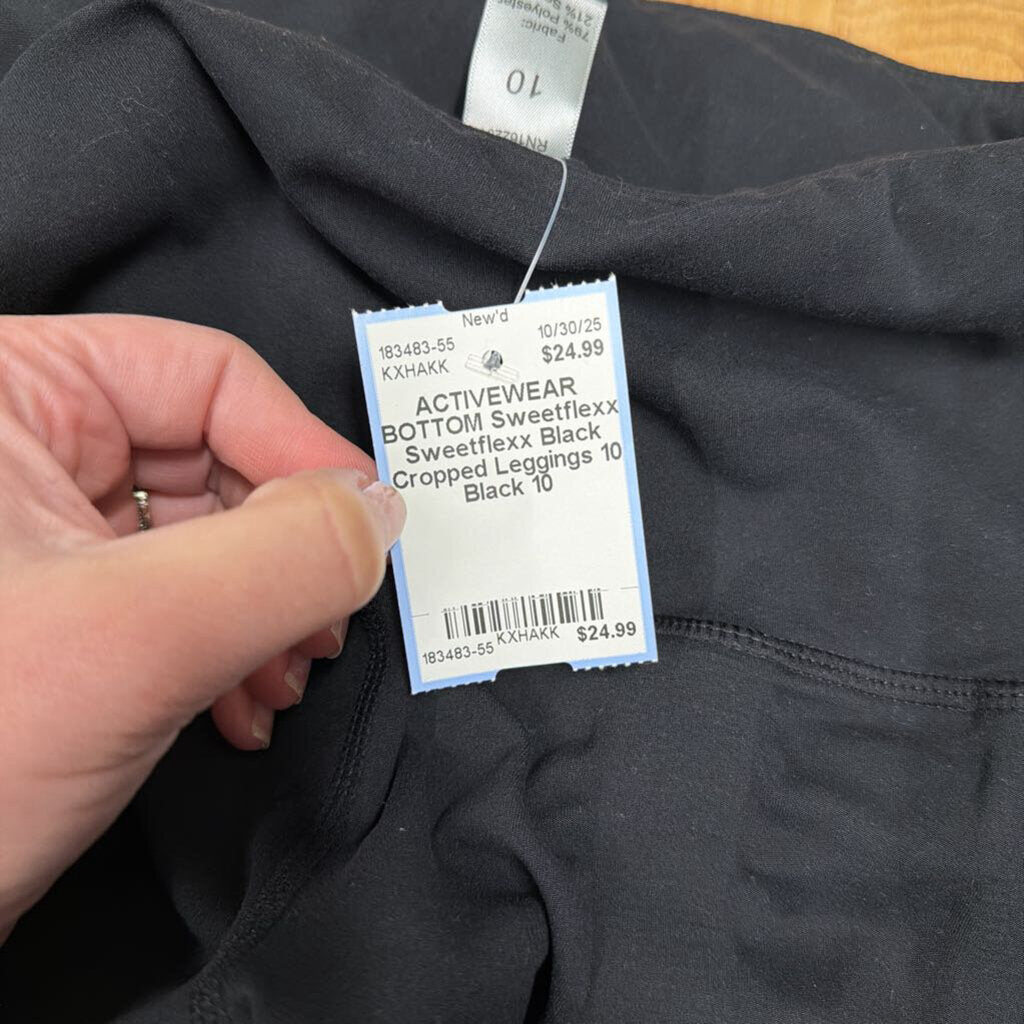 Fabric:
79% Polyester
21% S
10
RN1622
New'd
183483-55
10/30/25
KXHAKK
$24.99
ACTIVEWEAR
BOTTOM Sweetflexx
Sweetflexx Black
Cropped Leggings 10
Black 10
183483-55 KXHAKK $24.99